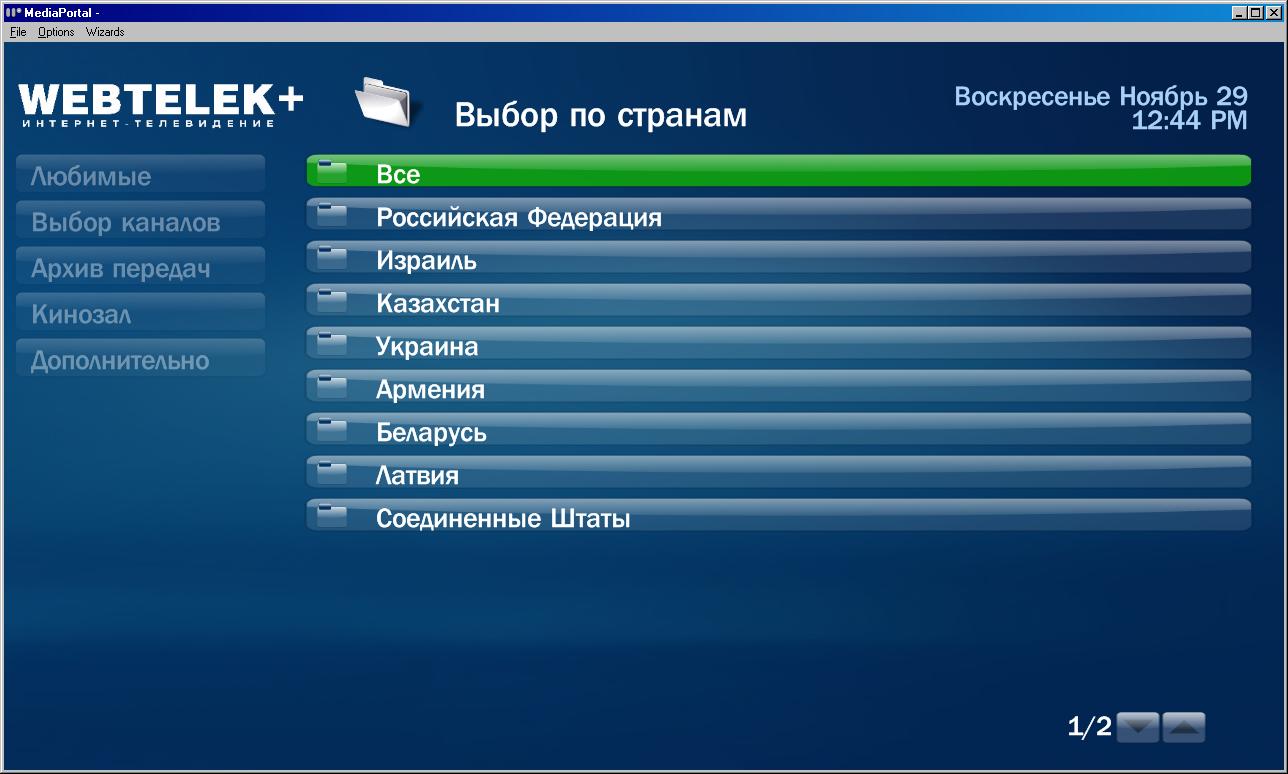 MediaPortal -
File Options Wizards
WEBTELEK+
ИНТЕРНЕТ-ТЕЛЕВИДЕНИЕ
Выбор по странам
Воскресенье Ноябрь 29
12:44 PM
Любимые
Выбор каналов
Архив передач
Кинозал
Дополнительно
Все
Российская Федерация
Израиль
Казахстан
Украина
Армения
Беларусь
Латвия
Соединенные Штаты
1/2